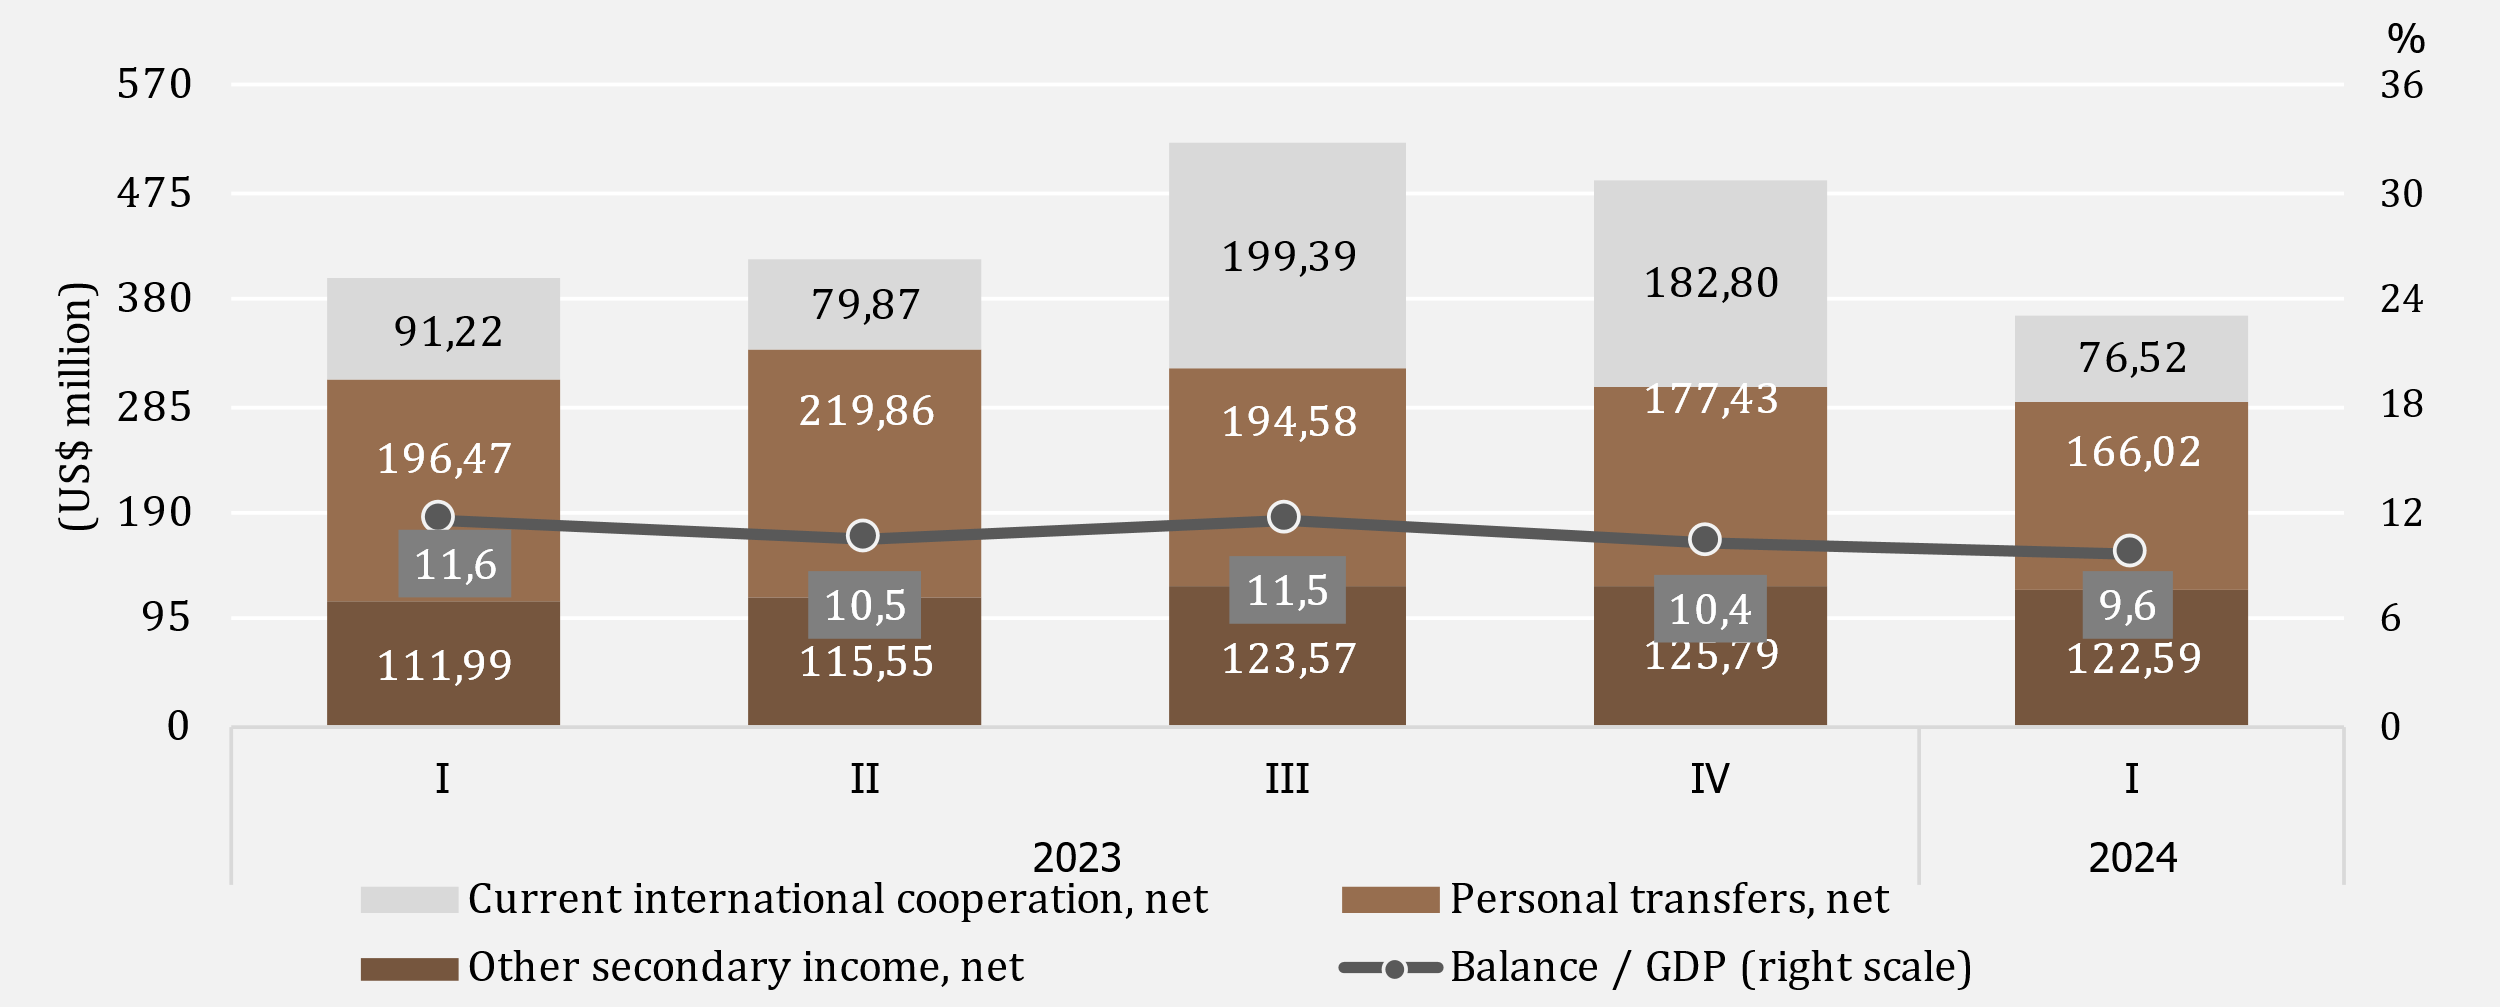 %
570 36
475 30
380 24
285 18
190 12
95 6
0 0
(US$ million)
91,22 79,87 199,39 182,80 76,52
196,47 219,86 194,58 177,43 166,02
11,6 10,5 11,5 10,4 9,6
111,99 115,55 123,57 125,79 122,59
I II III IV I
2023 2024
Current international cooperation, net Personal transfers, net
Other secondary income, net Balance / GDP (right scale)